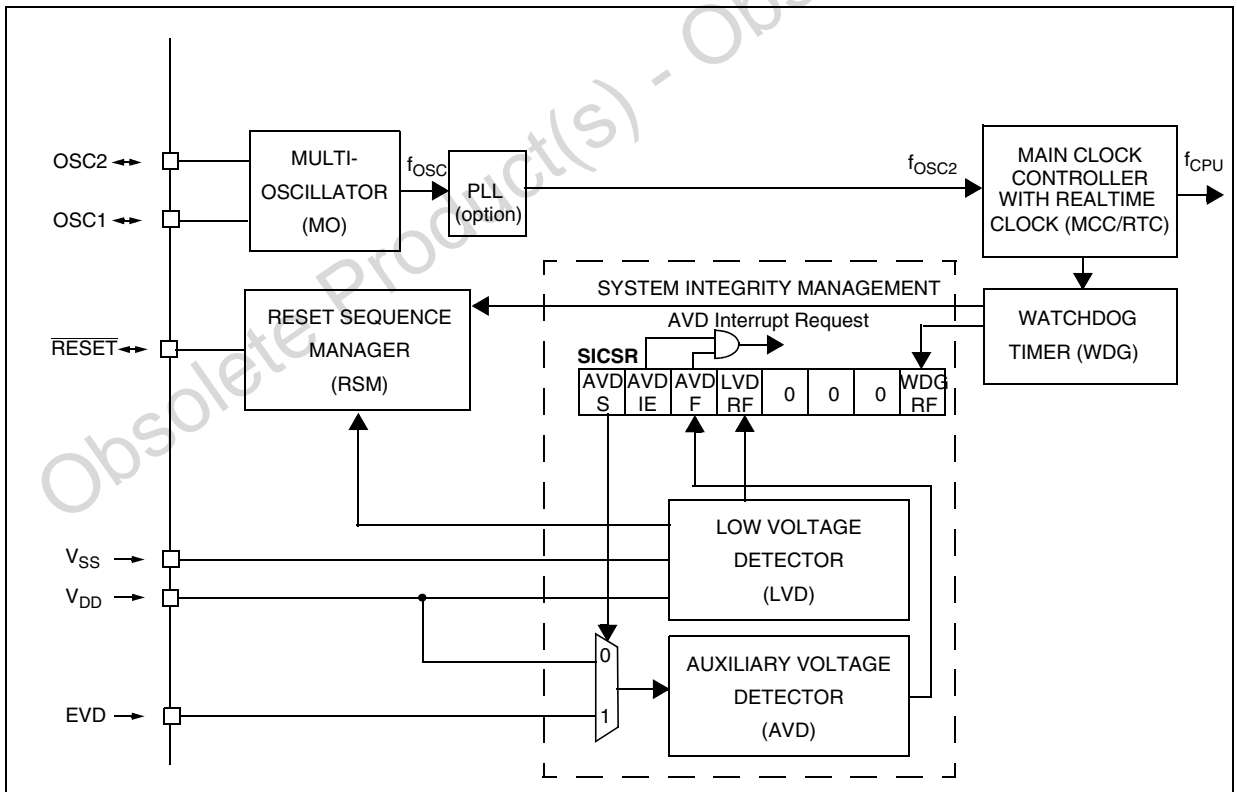 Obsolete Product(s) - Obs
OSC2
OSC1
RESET
VSS
VDD
EVD
MULTI-
OSCILLATOR
(MO)
fOSC
PLL
(option)
fOSC2
MAIN CLOCK
CONTROLLER
WITH REALTIME
CLOCK (MCC/RTC)
fCPU
RESET SEQUENCE
MANAGER
(RSM)
SYSTEM INTEGRITY MANAGEMENT
AVD Interrupt Request
WATCHDOG
TIMER (WDG)
SICSR
AVD AVD AVD LVD 0 0 0 WDG
S IE F RF RF
LOW VOLTAGE
DETECTOR
(LVD)
0
1
AUXILIARY VOLTAGE
DETECTOR
(AVD)